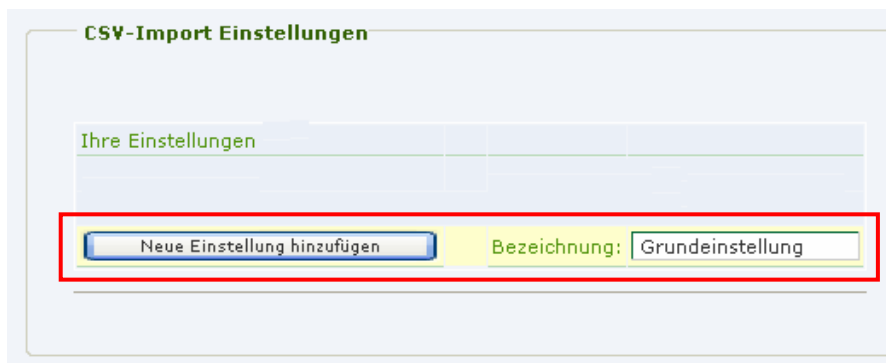 CSV-Import Einstellungen
Ihre Einstellungen
Neue Einstellung hinzufügen Bezeichnung: Grundeinstellung